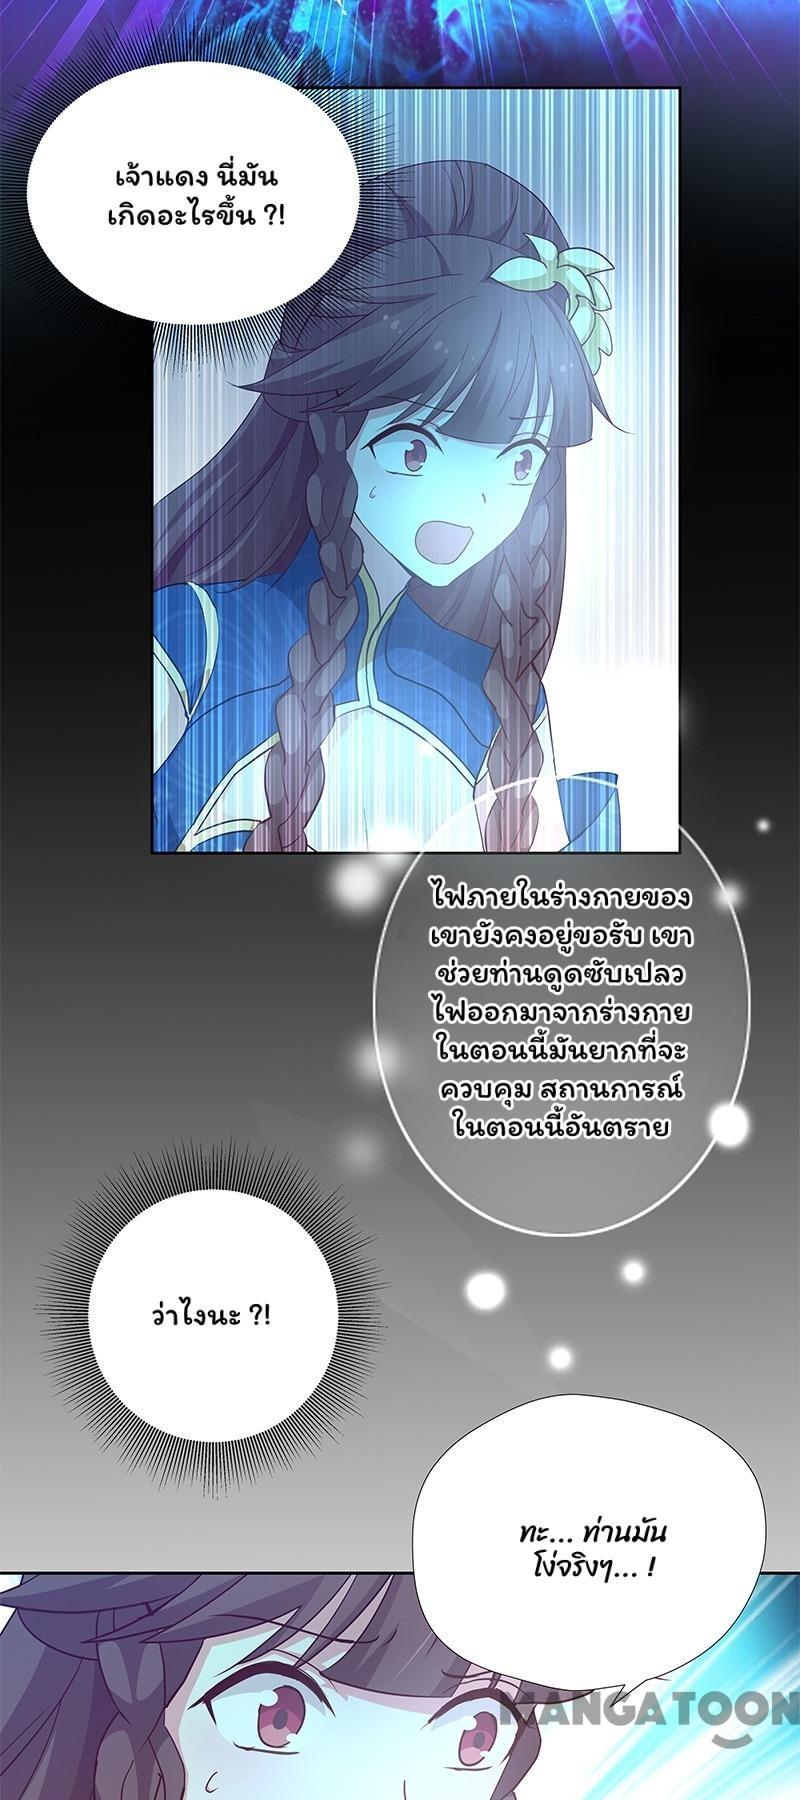 เจ้าแดง นี่มัน
เกิดอะไรขึ้น ?!
ไฟภายในร่างกายของ
เขายังคงอยู่ขอรับ เขา
ช่วยท่านดูดซับเปลว
ไฟออกมาจากร่างกาย
ในตอนนี้มันยากที่จะ
ควบคุม สถานการณ์
ในตอนนี้อันตราย
ว่าไงนะ ?!
ทะ... ท่านมัน
โง่จริงๆ... !
MANGATOON